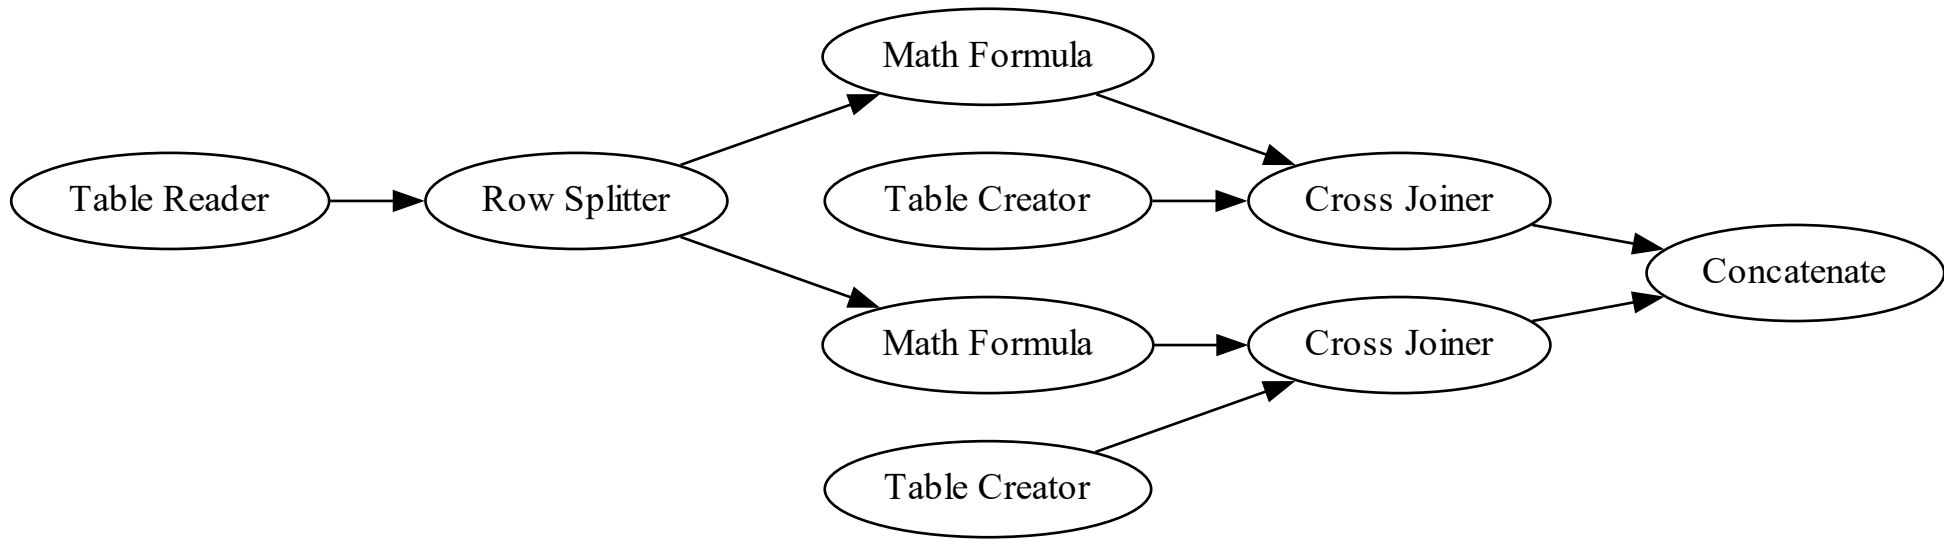 Math Formula
Table Reader
Row Splitter
Table Creator
Cross Joiner
Concatenate
Math Formula
Cross Joiner
Table Creator